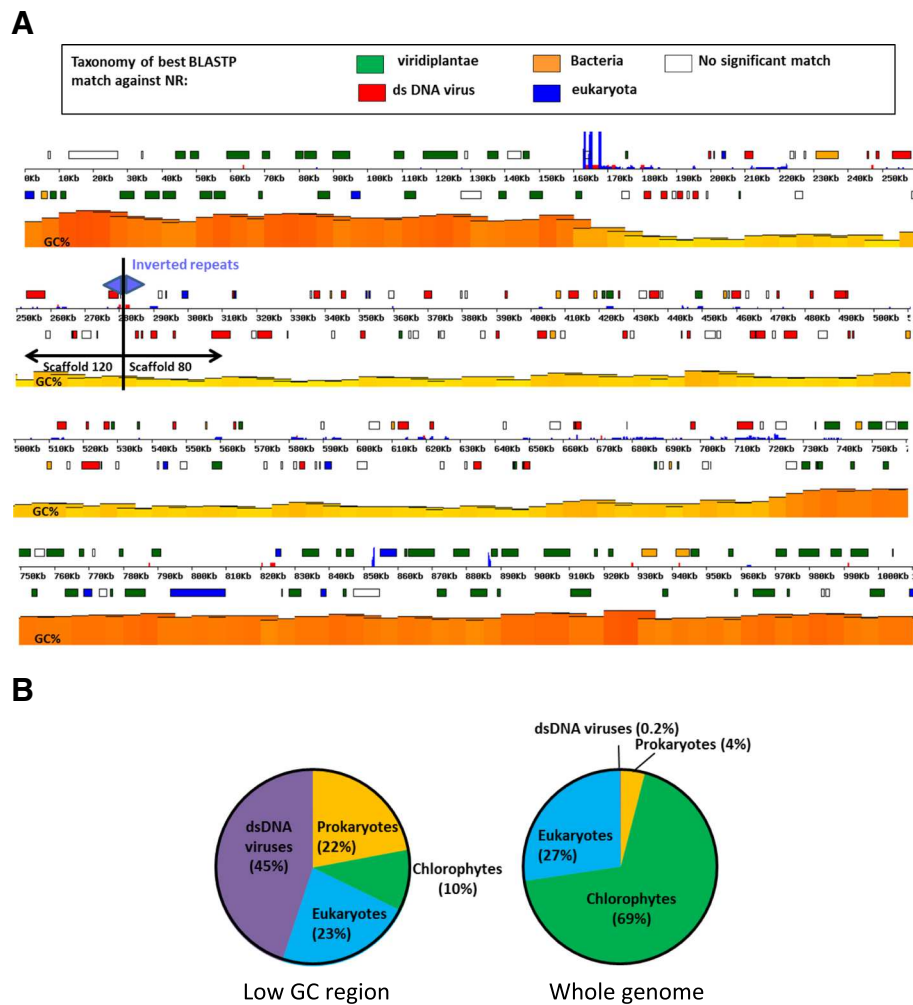 A
Taxonomy of best BLASTP match against NR:
viridiplantae
Bacteria
No significant match
ds DNA virus
eukaryota
0Kb 10Kb 20Kb 30Kb 40Kb 50Kb 60Kb 70Kb 80Kb 90Kb 100Kb 110Kb 120Kb 130Kb 140Kb 150Kb 160Kb 170Kb 180Kb 190Kb 200Kb 210Kb 220Kb 230Kb 240Kb 250Kb
GC%
Inverted repeats
250Kb 260Kb 270Kb 280Kb 290Kb 300Kb 310Kb 320Kb 330Kb 340Kb 350Kb 360Kb 370Kb 380Kb 390Kb 400Kb 410Kb 420Kb 430Kb 440Kb 450Kb 460Kb 470Kb 480Kb 490Kb 500Kb
Scaffold 120 Scaffold 80
GC%
500Kb 510Kb 520Kb 530Kb 540Kb 550Kb 560Kb 570Kb 580Kb 590Kb 600Kb 610Kb 620Kb 630Kb 640Kb 650Kb 660Kb 670Kb 680Kb 690Kb 700Kb 710Kb 720Kb 730Kb 740Kb 750Kb
GC%
750Kb 760Kb 770Kb 780Kb 790Kb 800Kb 810Kb 820Kb 830Kb 840Kb 850Kb 860Kb 870Kb 880Kb 890Kb 900Kb 910Kb 920Kb 930Kb 940Kb 950Kb 960Kb 970Kb 980Kb 990Kb 1000Kb
GC%
B
dsDNA viruses (0.2%)
Prokaryotes (4%)
dsDNA
viruses
(45%)
Prokaryotes
(22%)
Chlorophytes
(10%)
Eukaryotes
(23%)
Eukaryotes
(27%)
Chlorophytes
(69%)
Low GC region
Whole genome